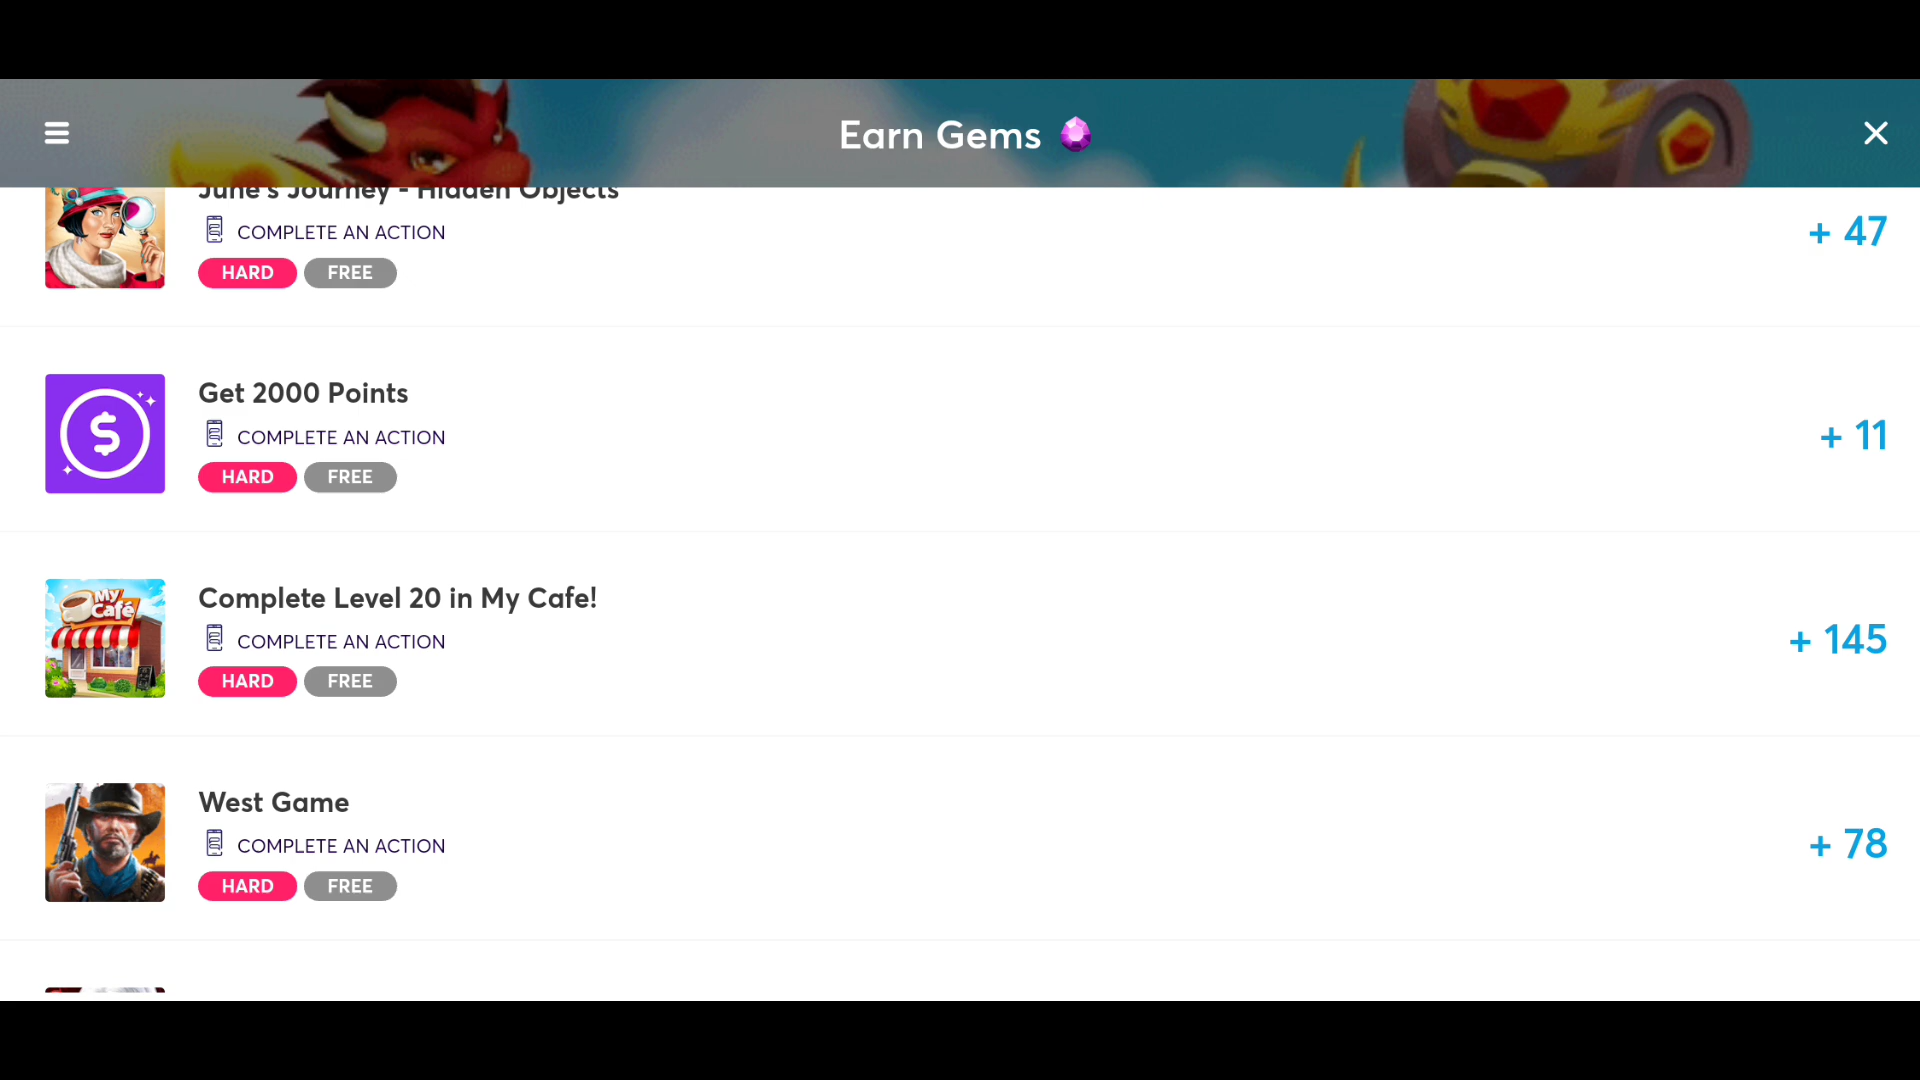 Earn Gems
June's Journey - Hidden Objects
COMPLETE AN ACTION
+ 47
HARD FREE
Get 2000 Points
COMPLETE AN ACTION
+ 11
HARD FREE
$
Complete Level 20 in My Cafe!
COMPLETE AN ACTION
+ 145
HARD FREE
My
Café
West Game
COMPLETE AN ACTION
+ 78
HARD FREE